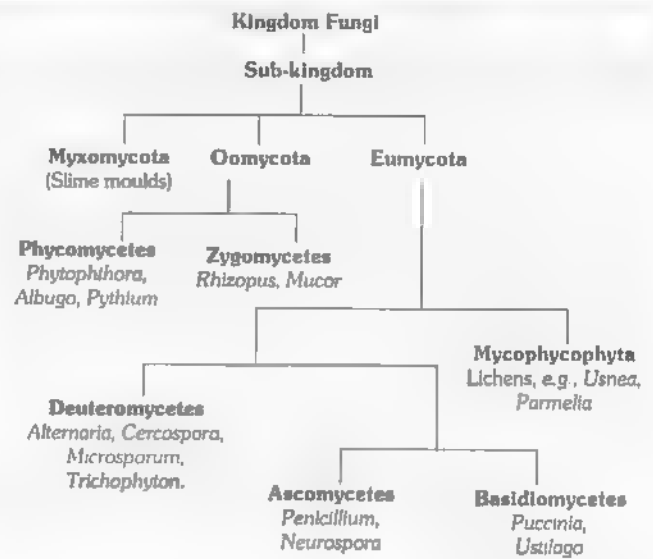 Kingdom Fungi
Sub-kingdom
Myxomycota
(Slime moulds)
Oomycota
Eumycota
Phycomycetes
Phytophthora,
Albugo, Pythium
Zygomycetes
Rhizopus, Mucor
Mycophycophyta
Lichens, e.g., Usnea,
Parmelia
Deuteromycetes
Alternaria, Cercospora,
Microsporum,
Trichophyton.
Ascomycetes
Penicillium,
Neurospora
Basidiomycetes
Puccinia,
Ustilago